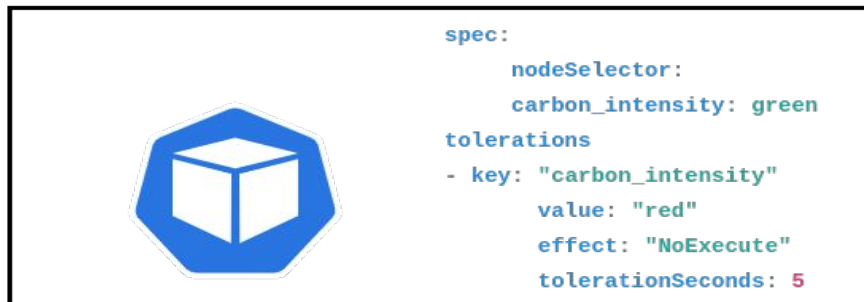 spec:
nodeSelector:
carbon_intensity: green
tolerations
- key: "carbon_intensity"
value: "red"
effect: "NoExecute"
tolerationSeconds: 5